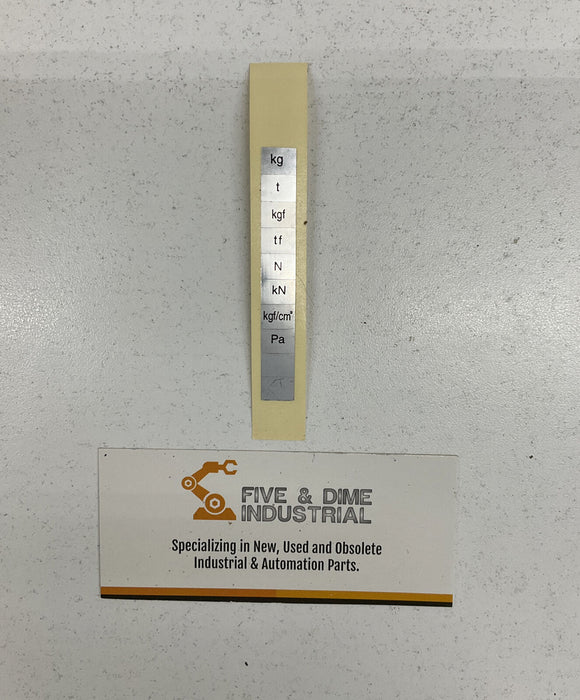 kg
t
kgf
tf
N
kN
kgf/cm²
Pa
FIVE & DIME
INDUSTRIAL
Specializing in New, Used and Obsolete
Industrial & Automation Parts.